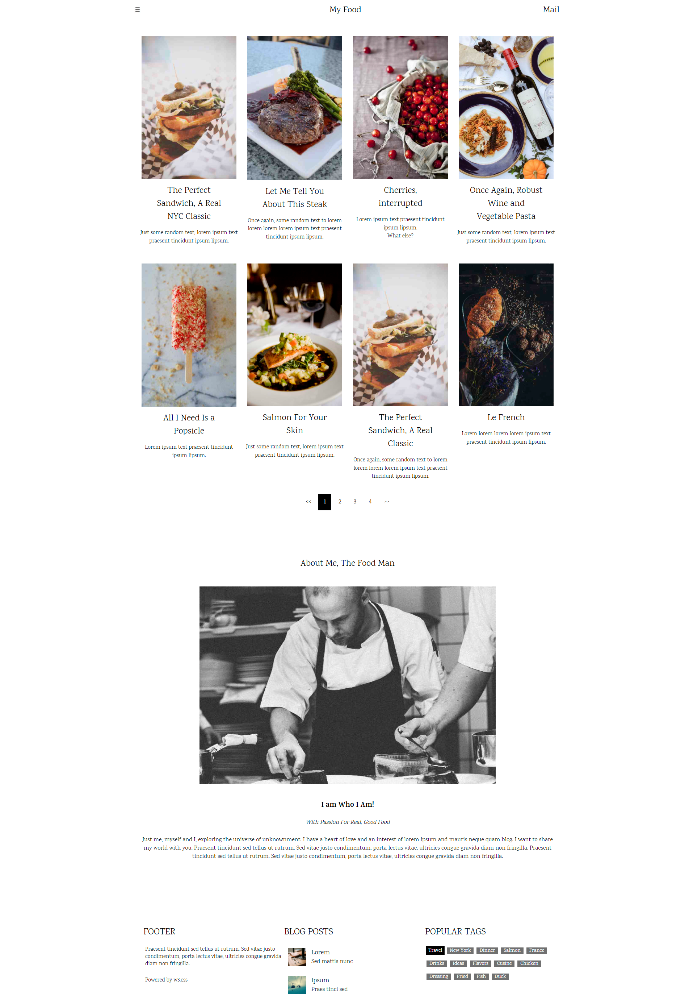 ☰
My Food
Mail
The Perfect
Sandwich, A Real
NYC Classic
Just some random text, lorem ipsum text
praesent tincidunt ipsum lipsum.
Let Me Tell You
About This Steak
Once again, some random text to lorem
lorem lorem lorem ipsum text praesent
tincidunt ipsum lipsum.
Cherries,
interrupted
Lorem ipsum text praesent tincidunt
ipsum lipsum.
What else?
ROBUST
Once Again, Robust
Wine and
Vegetable Pasta
Just some random text, lorem ipsum text
praesent tincidunt ipsum lipsum.
All I Need Is a
Popsicle
Lorem ipsum text praesent tincidunt
ipsum lipsum.
Salmon For Your
Skin
Just some random text, lorem ipsum text
praesent tincidunt ipsum lipsum.
The Perfect
Sandwich, A Real
Classic
Once again, some random text to lorem
lorem lorem lorem ipsum text praesent
tincidunt ipsum lipsum.
Le French
Lorem lorem lorem lorem ipsum text
praesent tincidunt ipsum lipsum.
<< 1 2 3 4 >>
About Me, The Food Man
I am Who I Am!
With Passion For Real, Good Food
Just me, myself and I, exploring the universe of unknownment. I have a heart of love and an interest of lorem ipsum and mauris neque quam blog. I want to share
my world with you. Praesent tincidunt sed tellus ut rutrum. Sed vitae justo condimentum, porta lectus vitae, ultricies congue gravida diam non fringilla. Praesent
tincidunt sed tellus ut rutrum. Sed vitae justo condimentum, porta lectus vitae, ultricies congue gravida diam non fringilla.
FOOTER
Praesent tincidunt sed tellus ut rutrum. Sed vitae justo
condimentum, porta lectus vitae, ultricies congue gravida
diam non fringilla.
Powered by w3.css
BLOG POSTS
Lorem
Sed mattis nunc
Ipsum
Praes tinci sed
POPULAR TAGS
Travel New York Dinner Salmon France
Drinks Ideas Flavors Cusine Chicken
Dressing Fried Fish Duck